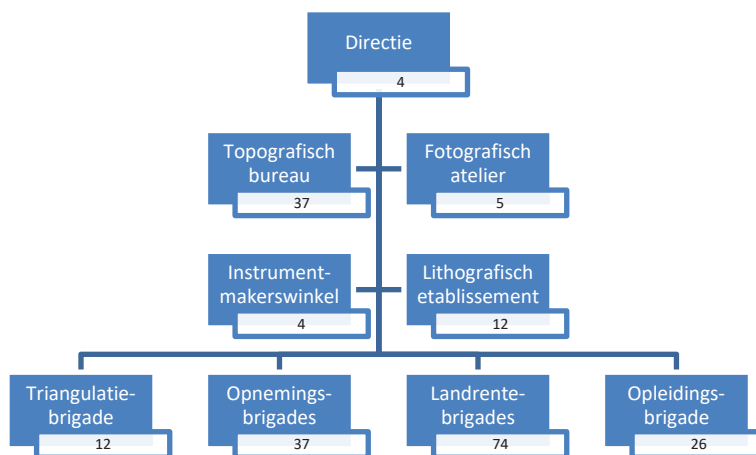 Directie
4
Topografisch
bureau
37
Fotografisch
atelier
5
Instrument-
makerswinkel
4
Lithografisch
etablissement
12
Triangulatie-
brigade
12
Opnemings-
brigades
37
Landrente-
brigades
74
Opleidings-
brigade
26